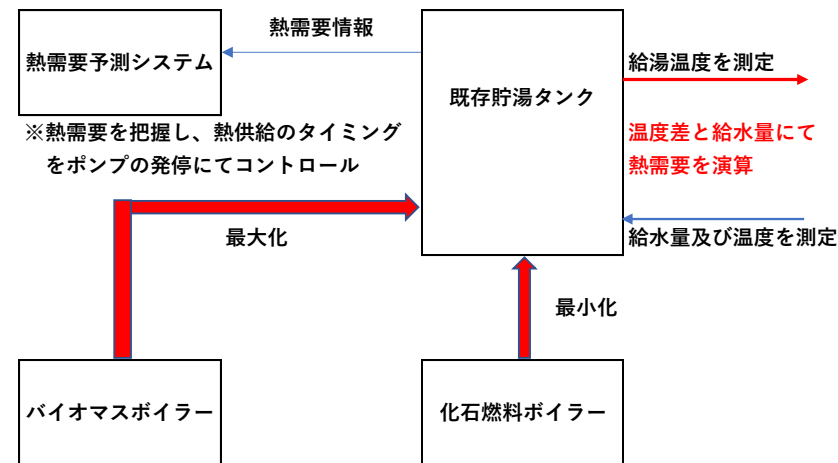 熱需要情報
熱需要予測システム
給湯温度を測定
既存貯湯タンク
※熱需要を把握し、熱供給のタイミング
をポンプの発停にてコントロール
温度差と給水量にて
熱需要を演算
最大化
給水量及び温度を測定
最小化
バイオマスボイラー
化石燃料ボイラー